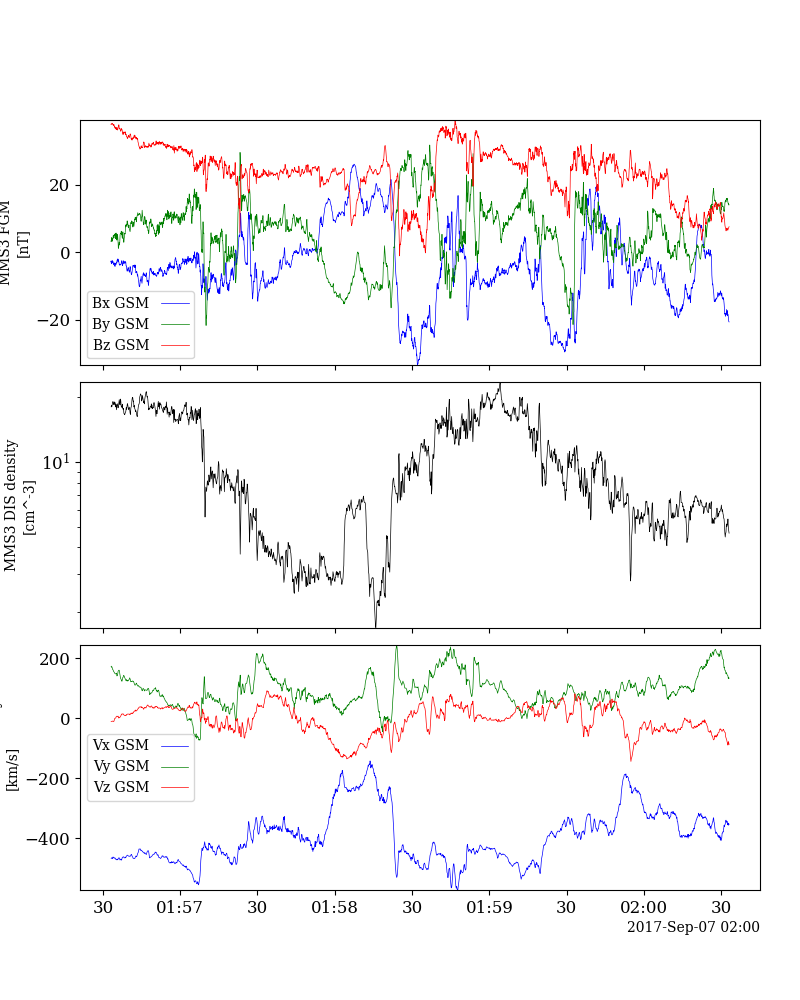 20
0
−20
MMS3 FGM
[nT]
Bx GSM
By GSM
Bz GSM
10^1
MMS3 DIS density
[cm^-3]
200
0
−200
−400
[km/s]
Vx GSM
Vy GSM
Vz GSM
30 01:57 30 01:58 30 01:59 30 02:00 30
2017-Sep-07 02:00